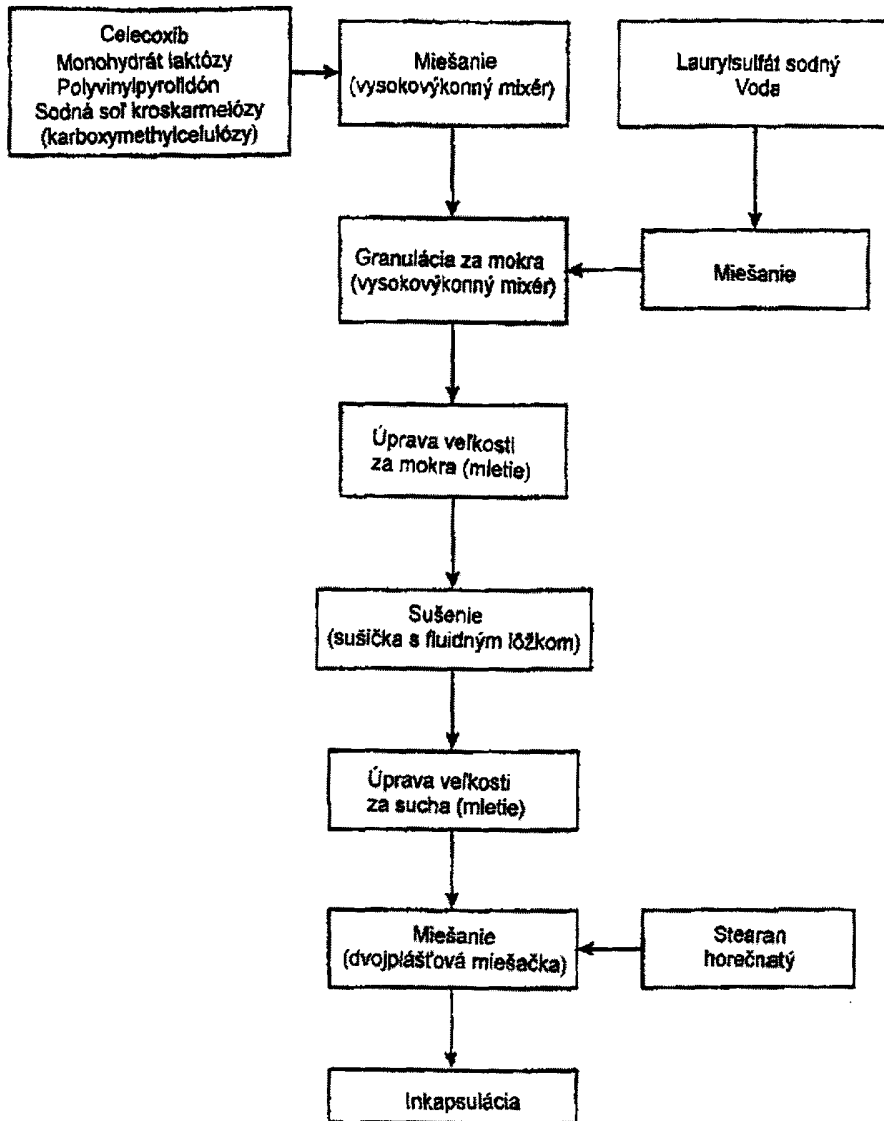 Celecoxib
Monohydrát laktózy
Polyvinylpyrolidón
Sodná soľ kroskarmelózy
(karboxymethylcelulózy)
Miešanie
(vysokovýkonný mixér)
Laurylsulfát sodný
Voda
Granulácia za mokra
(vysokovýkonný mixér)
Miešanie
Úprava veľkosti
za mokra (mletie)
Sušenie
(sušička s fluidným lôžkom)
Úprava veľkosti
za sucha (mletie)
Miešanie
(dvojplášťová miešačka)
Stearan
horečnatý
Inkapsulácia